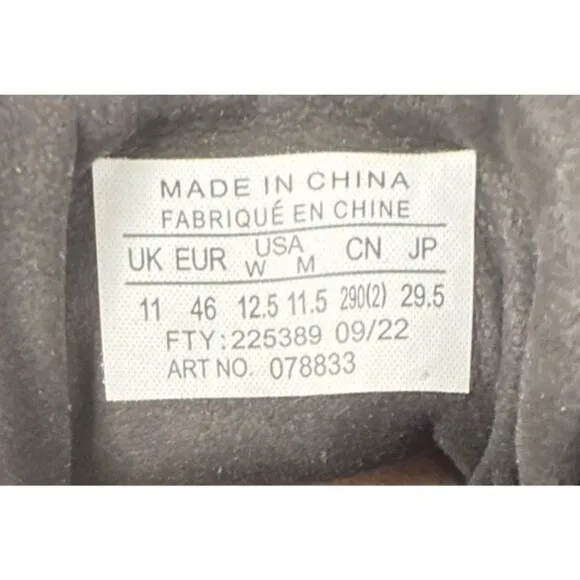 MADE IN CHINA
FABRIQUÉ EN CHINE
UK EUR USA W M CN JP
11 46 12.5 11.5 290(2) 29.5
FTY: 225389 09/22
ART NO. 078833